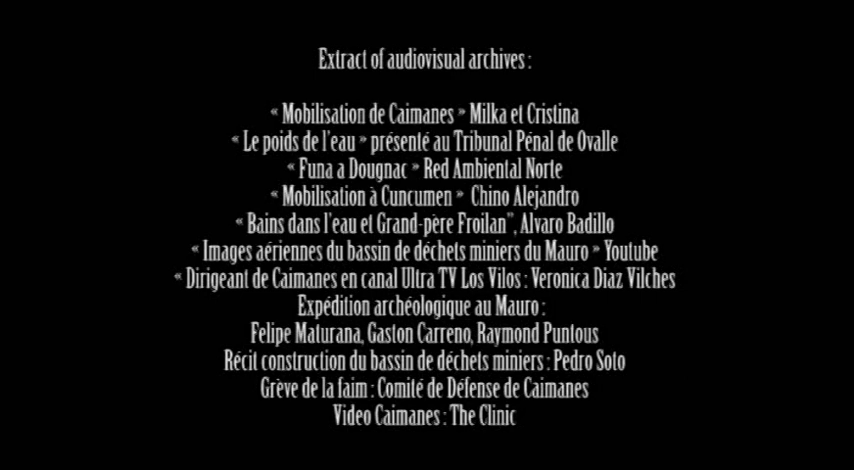 Extract of audiovisual archives :
« Mobilisation de Caimanes » Milka et Cristina
« Le poids de l'eau » présenté au Tribunal Pénal de Ovalle
« Funa a Dougnac » Red Ambiental Norte
« Mobilisation à Cuncumen » Chino Alejandro
« Bains dans l'eau et Grand-père Froilan", Alvaro Badillo
« Images aériennes du bassin de déchets miniers du Mauro » Youtube
« Dirigeant de Caimanes en canal Ultra TV Los Vilos : Veronica Diaz Vilches
Expédition archéologique au Mauro :
Felipe Maturana, Gaston Carreno, Raymond Puntous
Récit construction du bassin de déchets miniers : Pedro Soto
Grève de la faim : Comité de Défense de Caimanes
Video Caimanes : The Clinic